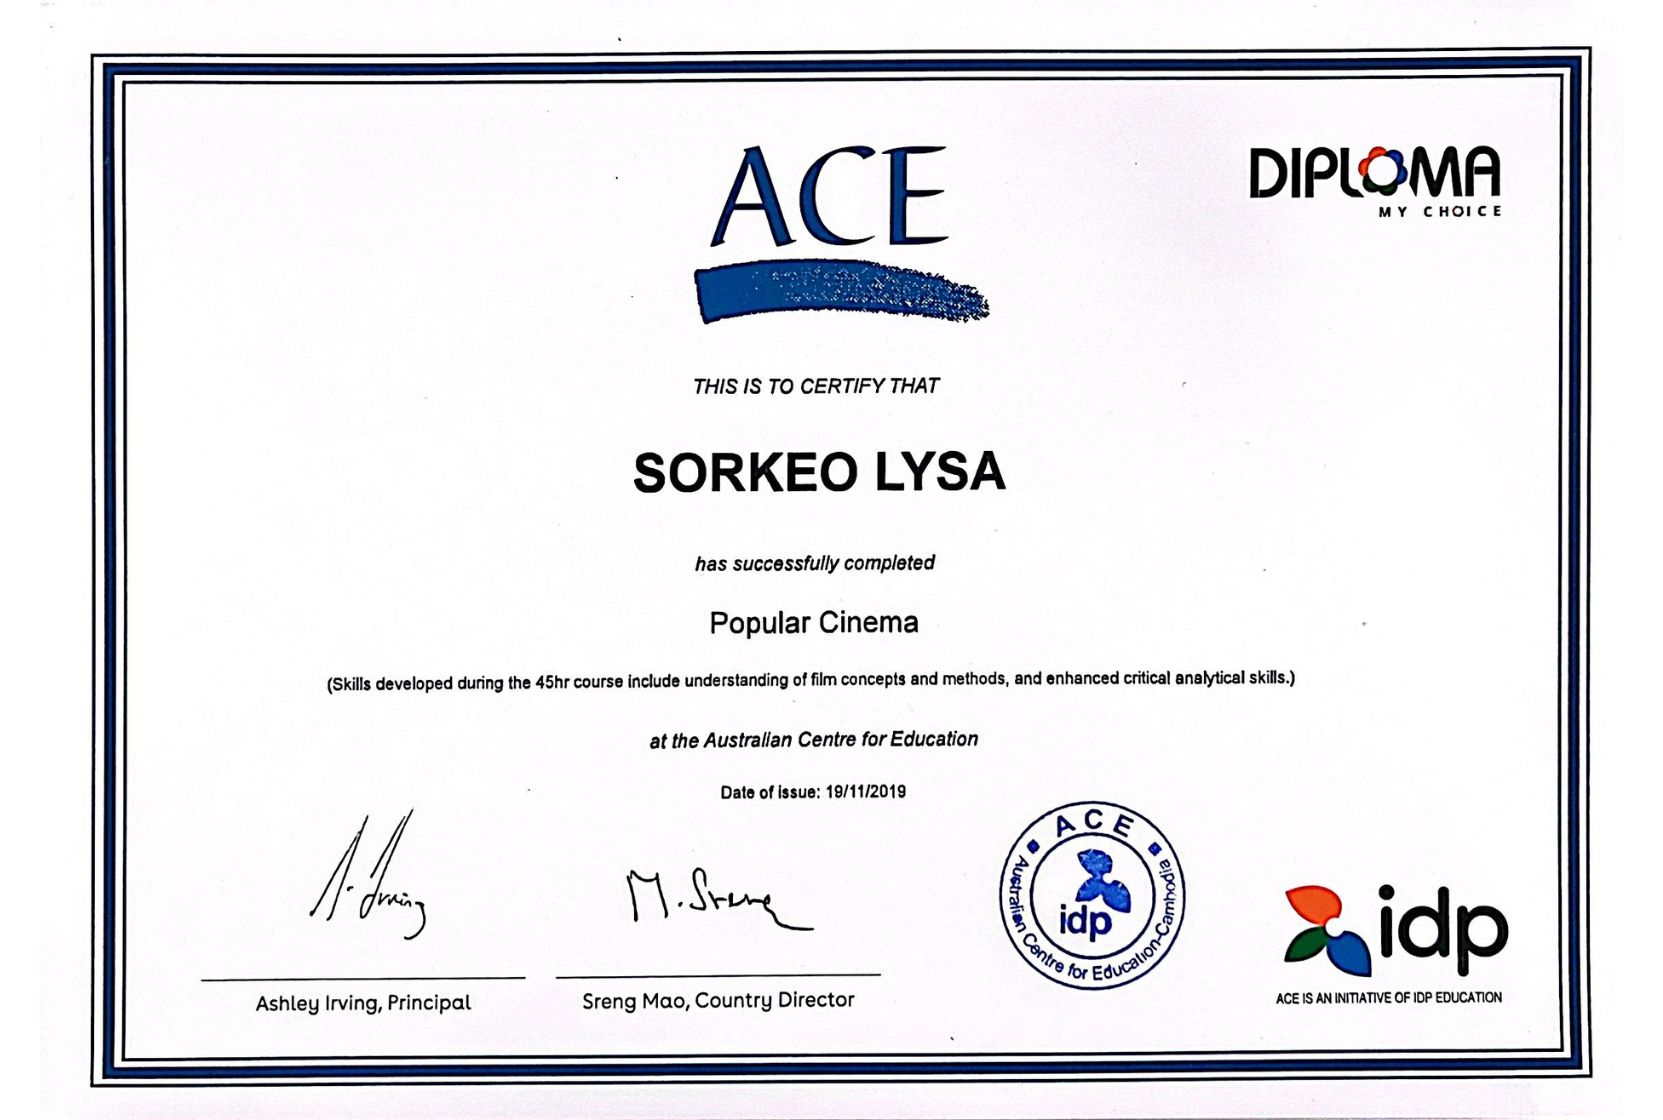 ACE
DIPLOMA
MY CHOICE
THIS IS TO CERTIFY THAT
SORKEO LYSA
has successfully completed
Popular Cinema
(Skills developed during the 45hr course include understanding of film concepts and methods, and enhanced critical analytical skills.)
at the Australian Centre for Education
Date of issue: 19/11/2019
A. Irving
M. Sreng
Ashley Irving, Principal
Sreng Mao, Country Director
ACE
idp
Australian Centre for Education-Cambodia
idp
ACE IS AN INITIATIVE OF IDP EDUCATION